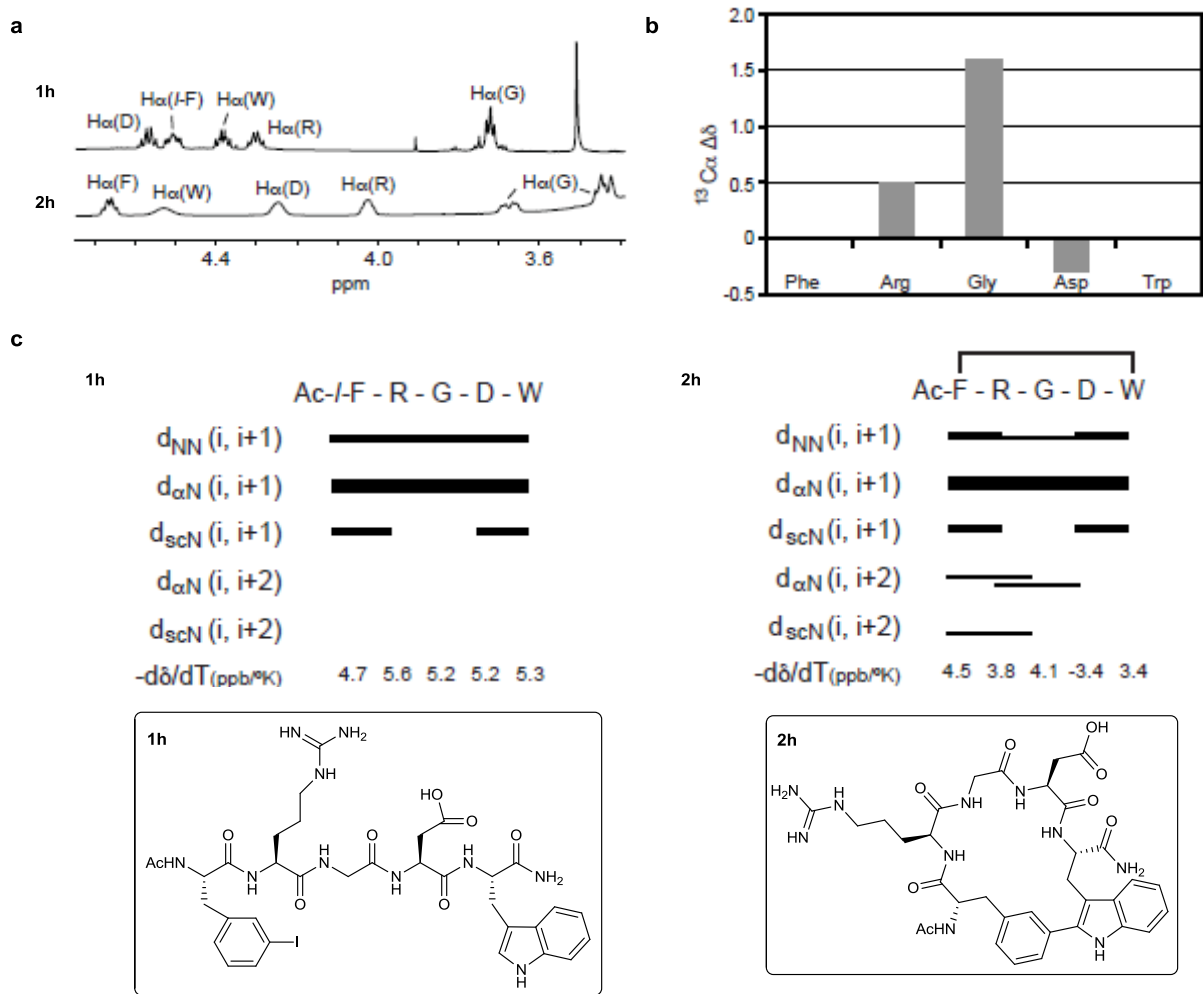 a
1h
Hα(D)
Hα(I-F)
Hα(W)
Hα(R)
Hα(G)
2h
Hα(F)
Hα(W)
Hα(D)
Hα(R)
Hα(G)
4.4 4.0 3.6
ppm
b
13Cα Δδ
2.0
1.5
1.0
0.5
0
-0.5
Phe Arg Gly Asp Trp
c
1h
Ac-I-F - R - G - D - W
dNN (i, i+1)
dαN (i, i+1)
dscN (i, i+1)
dαN (i, i+2)
dscN (i, i+2)
-dδ/dT(ppb/ºK) 4.7 5.6 5.2 5.2 5.3
2h
Ac-F - R - G - D - W
dNN (i, i+1)
dαN (i, i+1)
dscN (i, i+1)
dαN (i, i+2)
dscN (i, i+2)
-dδ/dT(ppb/ºK) 4.5 3.8 4.1 -3.4 3.4
1h
HN NH2
NH
HO
O
O O O
AcHN N H N H N H N H NH2
O O
I
N H
2h
OH
O
O
O
NH HN
O
H2N H N
NH
O
HN
O
NH2
NH
O
AcHN
N H